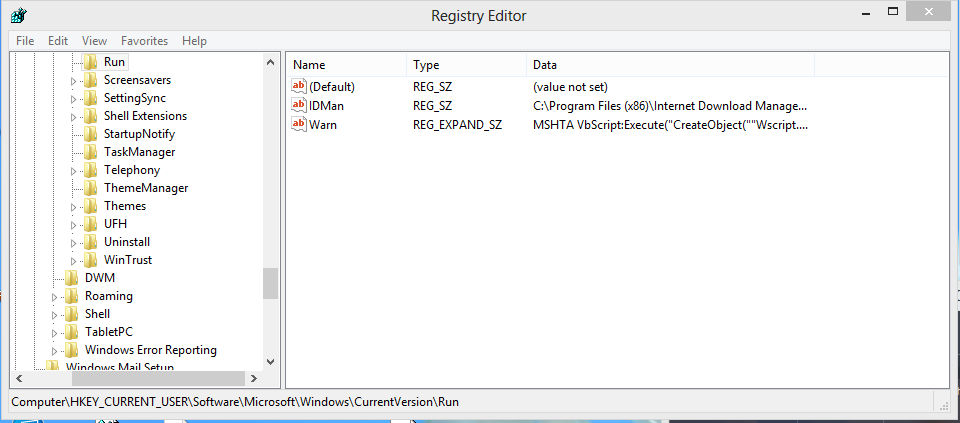 Registry Editor
File Edit View Favorites Help
Run
Screensavers
SettingSync
Shell Extensions
StartupNotify
TaskManager
Telephony
ThemeManager
Themes
UFH
Uninstall
WinTrust
DWM
Roaming
Shell
TabletPC
Windows Error Reporting
Windows Mail Setup
Name Type Data
(Default) REG_SZ (value not set)
IDMan REG_SZ C:\Program Files (x86)\Internet Download Manage...
Warn REG_EXPAND_SZ MSHTA VbScript:Execute("CreateObject(""Wscript....
Computer\HKEY_CURRENT_USER\Software\Microsoft\Windows\CurrentVersion\Run